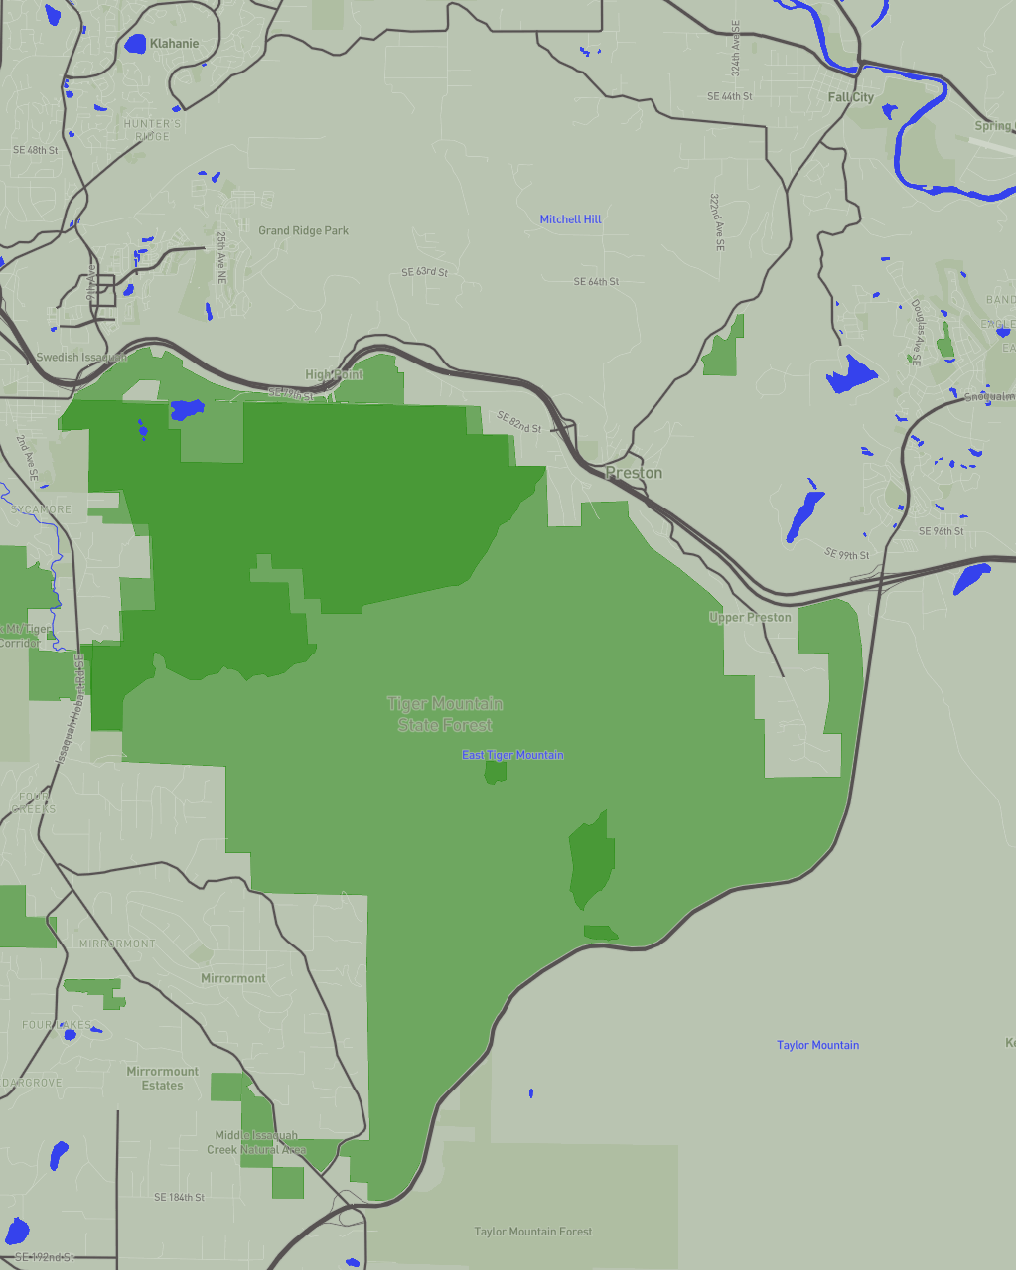 Klahanie
324th Ave SE
SE 44th St
Fall City
HUNTER'S
RIDGE
SE 48th St
322nd Ave SE
Mitchell Hill
Grand Ridge Park
25th Ave NE
SE 63rd St
SE 64th St
9th Ave
BAND
EAGLE
EA
Douglas Ave SE
Swedish Issaquah
High Point
SE 79th St
SE 82nd St
2nd Ave SE
Preston
SYCAMORE
SE 96th St
SE 99th St
Upper Preston
Mt/Tiger
Corridor
Issaquah-Hobart Rd SE
Tiger Mountain
State Forest
East Tiger Mountain
FOUR
CREEKS
MIRRORMONT
Mirrormont
FOUR LAKES
Taylor Mountain
Ke
Mirrormount
Estates
DARGROVE
Middle Issaquah
Creek Natural Area
SE 184th St
Taylor Mountain Forest
SE 192nd St